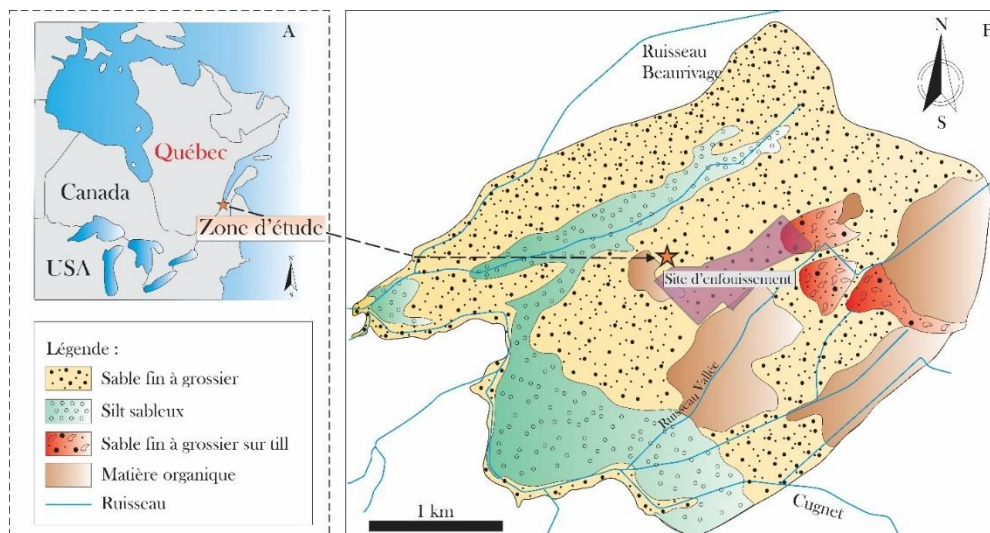 A
Québec
Canada
Zone d'étude
USA
N
S
Légende :
Sable fin à grossier
Silt sableux
Sable fin à grossier sur till
Matière organique
Ruisseau
Ruisseau
Beaurivage
N
S
Site d'enfouissement
Ruisseau Vallée
Cugnet
1 km